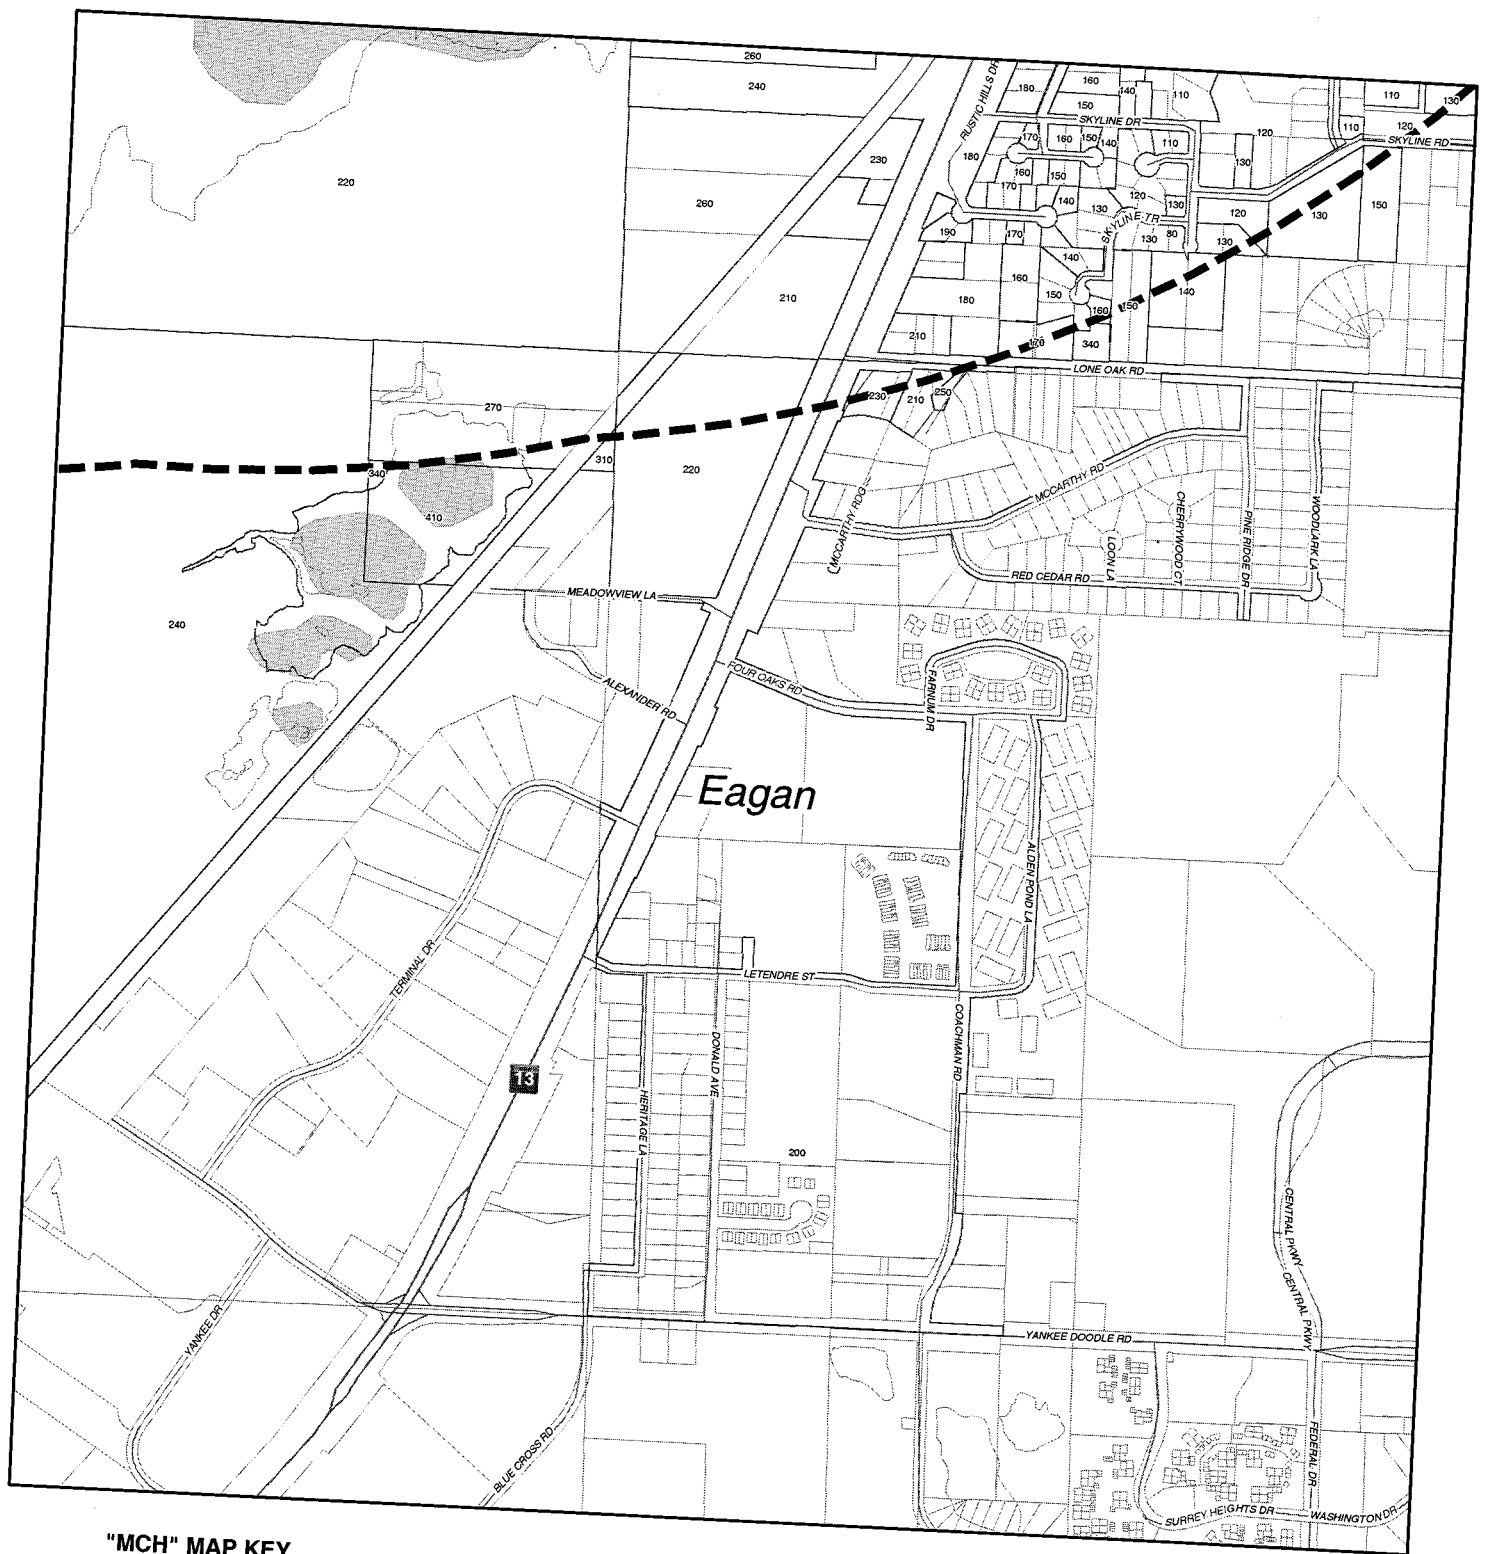 260
240
RUSTIC HILLS DR
180
160
140
110
110
130
150
SKYLINE DR
120
110
120
SKYLINE RD
170
160
150
140
110
230
180
130
160
150
220
170
260
140
120
130
120
130
150
130
SKYLINE TR
190
170
130
80
130
140
160
140
210
180
150
160
150
210
170
340
LONE OAK RD
230
210
250
270
310
220
340
410
MCCARTHY RD
MCCARTHY RDG
CHERRYWOOD CT
PINE RIDGE DR
WOODLARK LA
LOON LA
RED CEDAR RD
MEADOWVIEW LA
240
FOUR OAKS RD
FARNUM DR
ALEXANDER RD
Eagan
ALDEN POND LA
TERMINAL DR
LETENDRE ST
COACHMAN RD
DONALD AVE
13
HERITAGE LA
200
CENTRAL PKWY
CENTRAL PKWY
YANKEE DR
YANKEE DOODLE RD
BLUE CROSS RD
FEDERAL DR
SURREY HEIGHTS DR
WASHINGTON DR
"MCH" MAP KEY